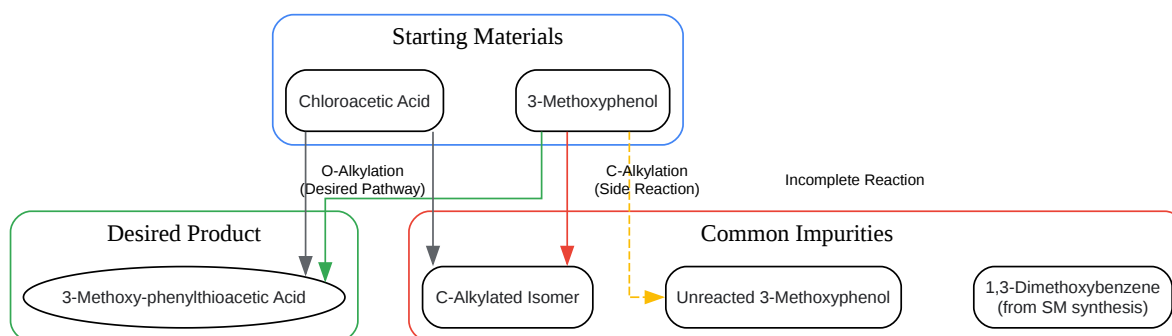 Starting Materials
Chloroacetic Acid
3-Methoxyphenol
O-Alkylation
(Desired Pathway)
C-Alkylation
(Side Reaction)
Incomplete Reaction
Desired Product
3-Methoxy-phenylthioacetic Acid
Common Impurities
C-Alkylated Isomer
Unreacted 3-Methoxyphenol
1,3-Dimethoxybenzene
(from SM synthesis)